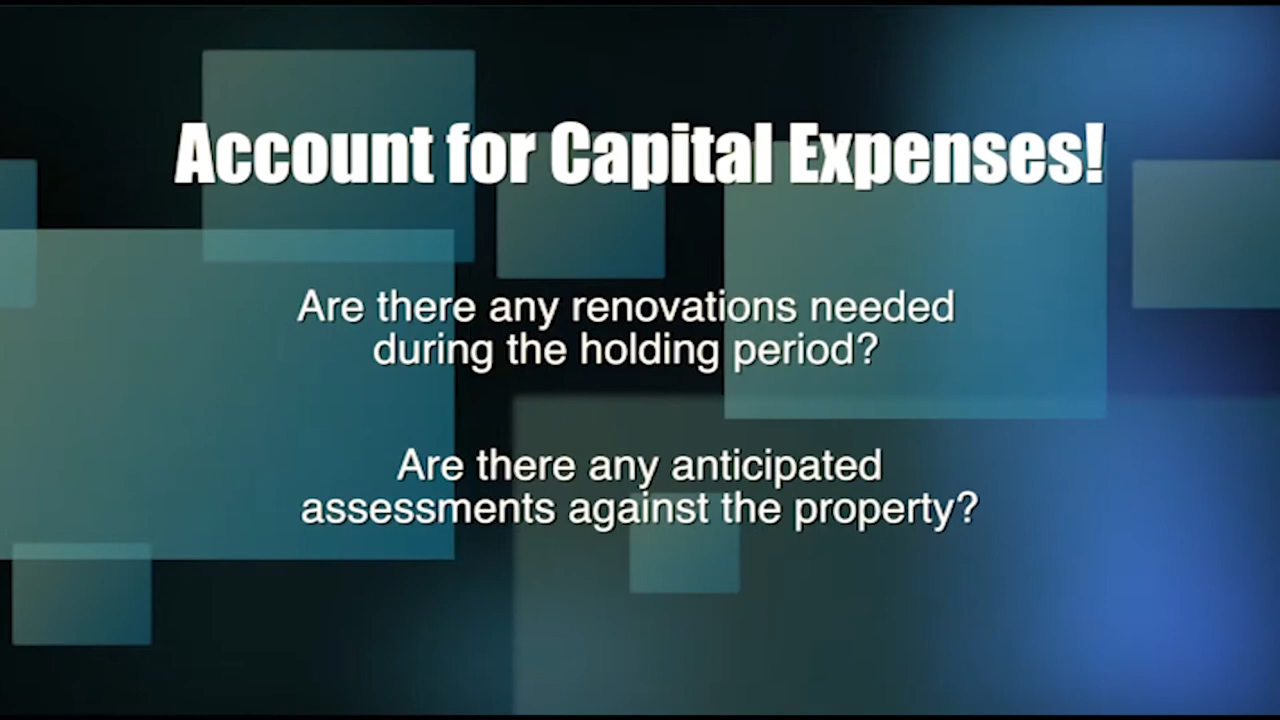 Account for Capital Expenses!
Are there any renovations needed
during the holding period?
Are there any anticipated
assessments against the property?